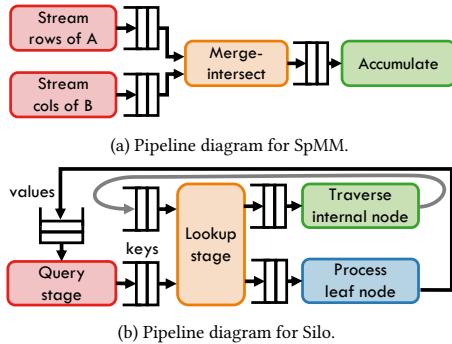 Stream
rows of A
Stream
cols of B
Merge-
intersect
Accumulate
(a) Pipeline diagram for SpMM.
values
keys
Query
stage
Lookup
stage
Traverse
internal node
Process
leaf node
(b) Pipeline diagram for Silo.